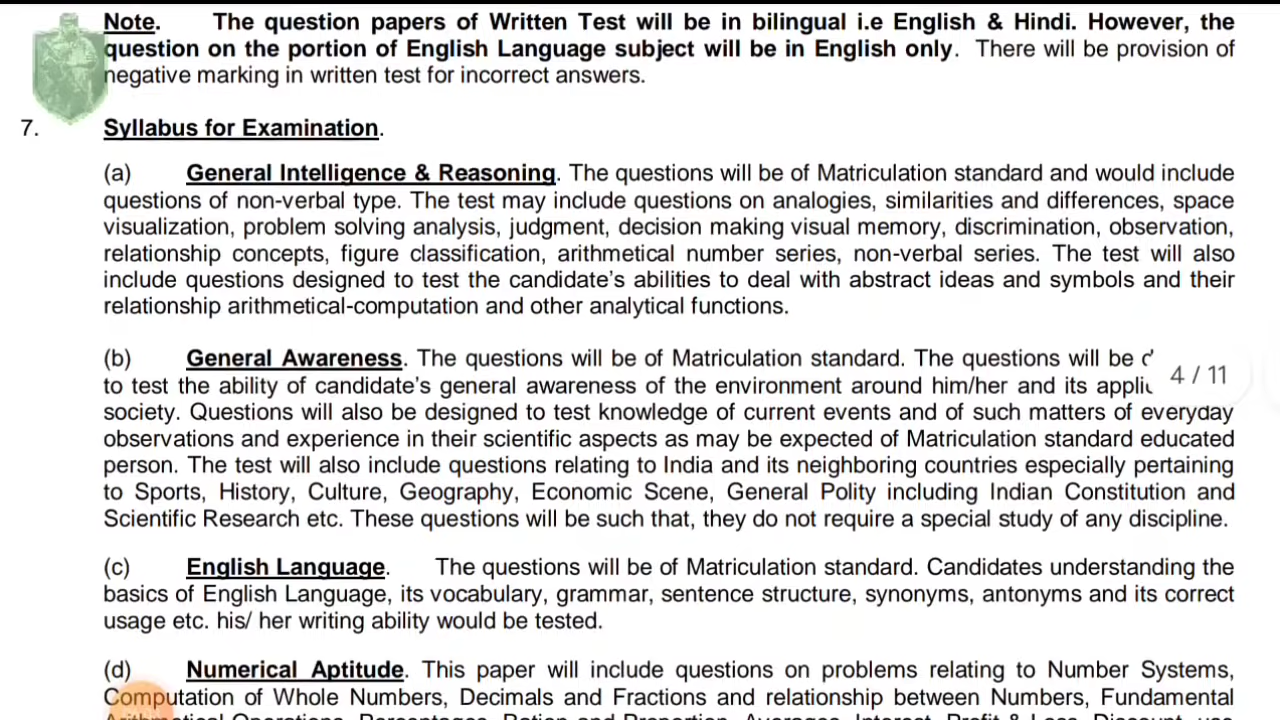 Note. The question papers of Written Test will be in bilingual i.e English & Hindi. However, the
question on the portion of English Language subject will be in English only. There will be provision of
negative marking in written test for incorrect answers.
7. Syllabus for Examination.
(a) General Intelligence & Reasoning. The questions will be of Matriculation standard and would include
questions of non-verbal type. The test may include questions on analogies, similarities and differences, space
visualization, problem solving analysis, judgment, decision making visual memory, discrimination, observation,
relationship concepts, figure classification, arithmetical number series, non-verbal series. The test will also
include questions designed to test the candidate's abilities to deal with abstract ideas and symbols and their
relationship arithmetical-computation and other analytical functions.
(b) General Awareness. The questions will be of Matriculation standard. The questions will be
to test the ability of candidate's general awareness of the environment around him/her and its
4 / 11
society. Questions will also be designed to test knowledge of current events and of such matters of everyday
observations and experience in their scientific aspects as may be expected of Matriculation standard educated
person. The test will also include questions relating to India and its neighboring countries especially pertaining
to Sports, History, Culture, Geography, Economic Scene, General Polity including Indian Constitution and
Scientific Research etc. These questions will be such that, they do not require a special study of any discipline.
(c) English Language. The questions will be of Matriculation standard. Candidates understanding the
basics of English Language, its vocabulary, grammar, sentence structure, synonyms, antonyms and its correct
usage etc. his/ her writing ability would be tested.
(d) Numerical Aptitude. This paper will include questions on problems relating to Number Systems,
Computation of Whole Numbers, Decimals and Fractions and relationship between Numbers, Fundamental